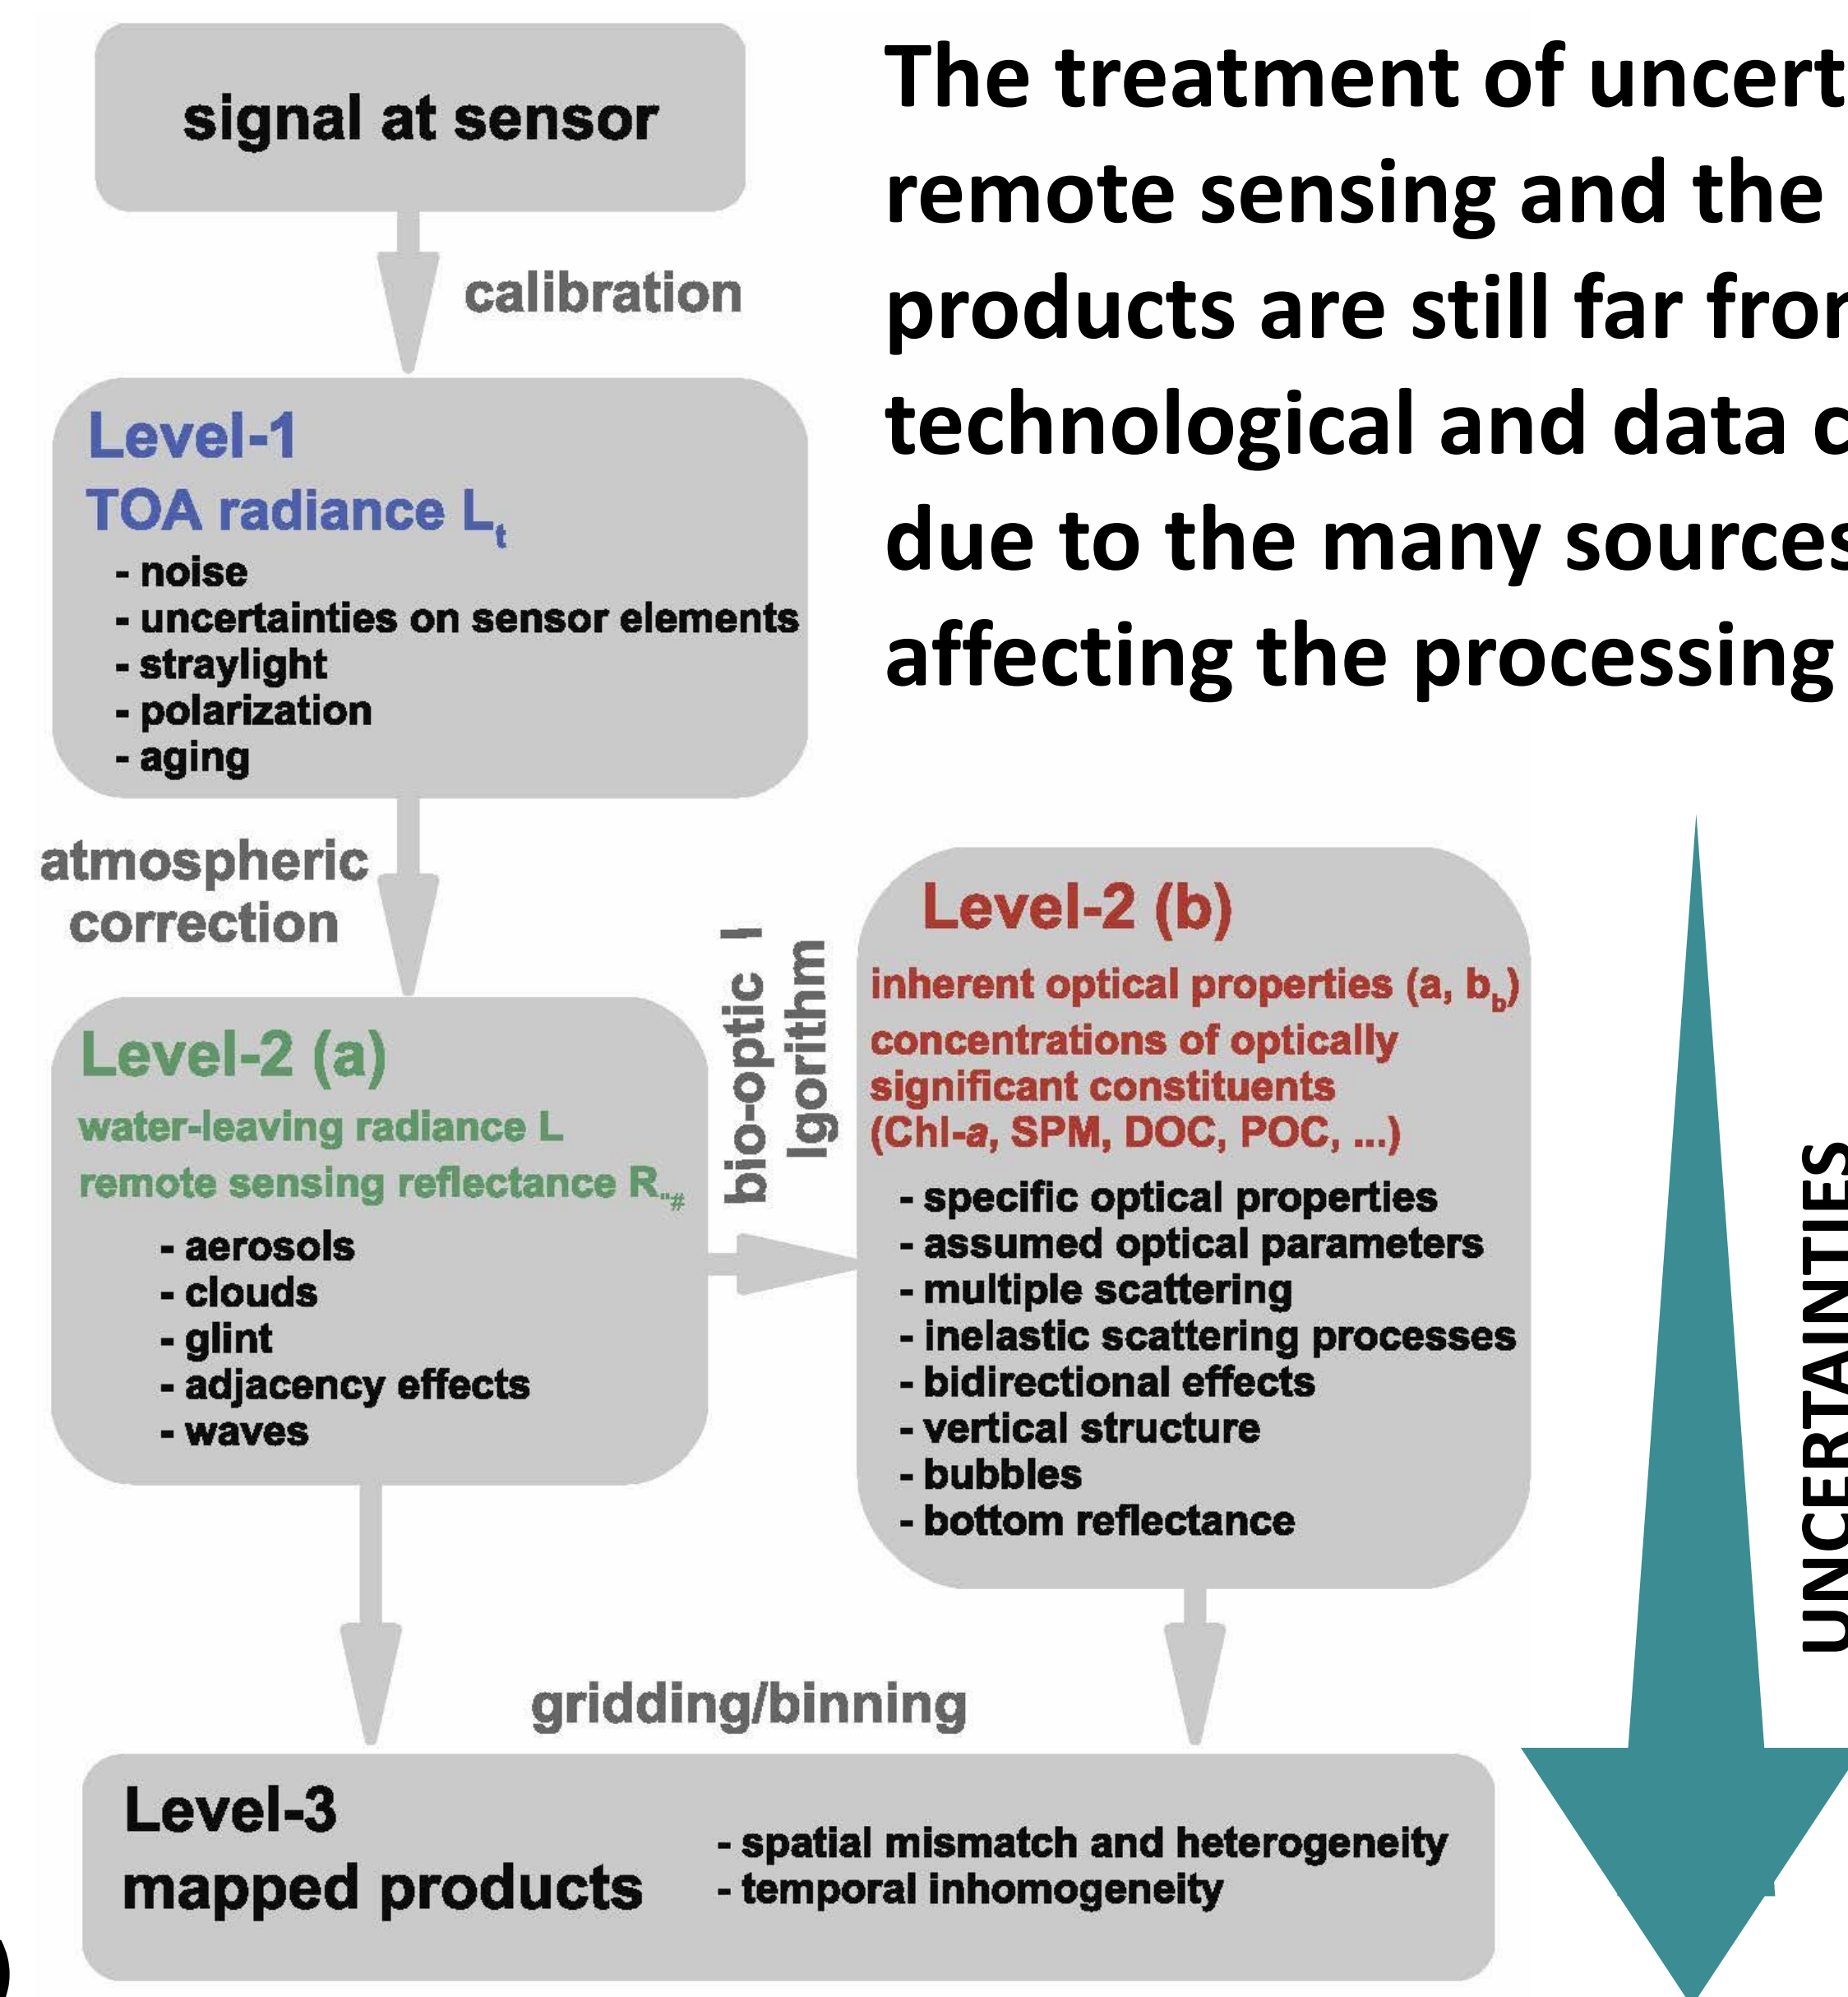 signal at sensor
calibration
The treatment of uncert
remote sensing and the
products are still far from
technological and data c
due to the many sources
affecting the processing
Level-1
TOA radiance Lt
- noise
- uncertainties on sensor elements
- straylight
- polarization
- aging
atmospheric
correction
Level-2 (a)
water-leaving radiance L
remote sensing reflectance R"#
- aerosols
- clouds
- glint
- adjacency effects
- waves
bio-optic l
lgorithm
Level-2 (b)
inherent optical properties (a, bb)
concentrations of optically
significant constituents
(Chl-a, SPM, DOC, POC, ...)
- specific optical properties
- assumed optical parameters
- multiple scattering
- inelastic scattering processes
- bidirectional effects
- vertical structure
- bubbles
- bottom reflectance
UNCERTAINTIES
gridding/binning
Level-3
mapped products
- spatial mismatch and heterogeneity
- temporal inhomogeneity